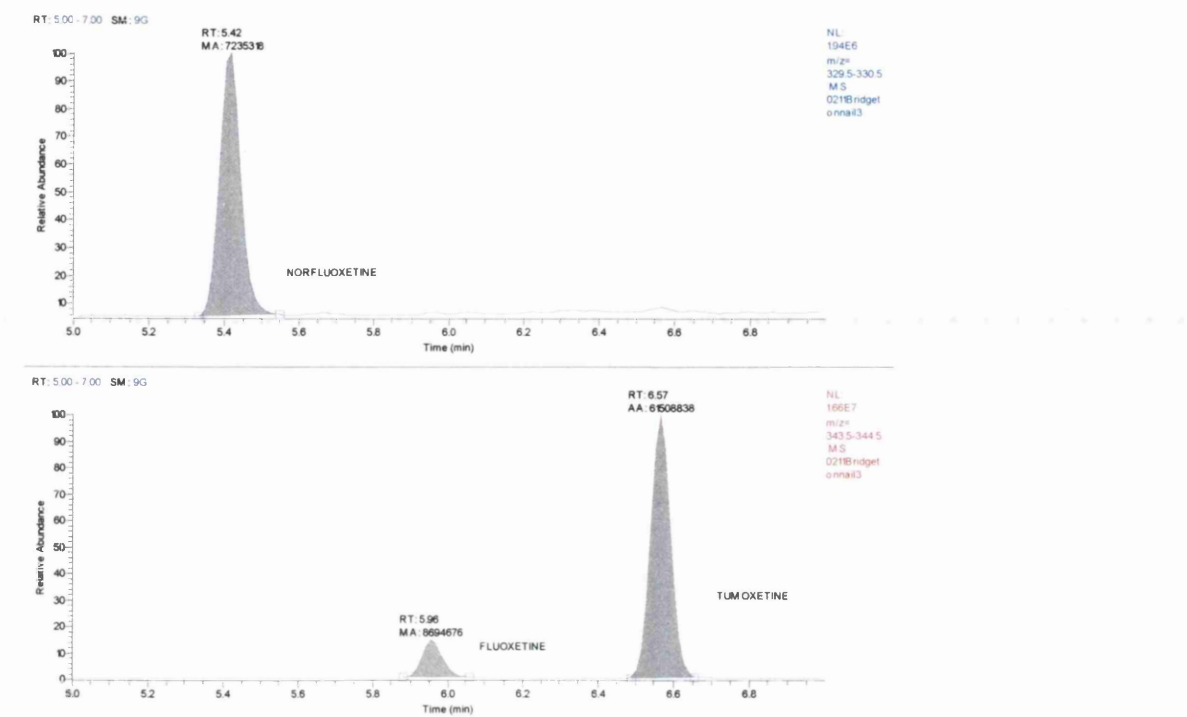 RT: 5.00 - 7.00 SM: 9G
RT: 5.42
MA: 7235318
NL:
1.94E6
m/z=
329.5-330.5
MS
0211Bridget
onnail3
100
90
80
70
60
50
40
30
20
10
Relative Abundance
NORFLUOXETINE
5.0 5.2 5.4 5.6 5.8 6.0 6.2 6.4 6.6 6.8
Time (min)
RT: 5.00 - 7.00 SM: 9G
RT: 6.57
AA: 61508838
NL:
1.66E7
m/z=
343.5-344.5
MS
0211Bridget
onnail3
100
90
80
70
60
50
40
30
20
10
0
Relative Abundance
TUMOXETINE
RT: 5.96
MA: 8694676
FLUOXETINE
5.0 5.2 5.4 5.6 5.8 6.0 6.2 6.4 6.6 6.8
Time (min)